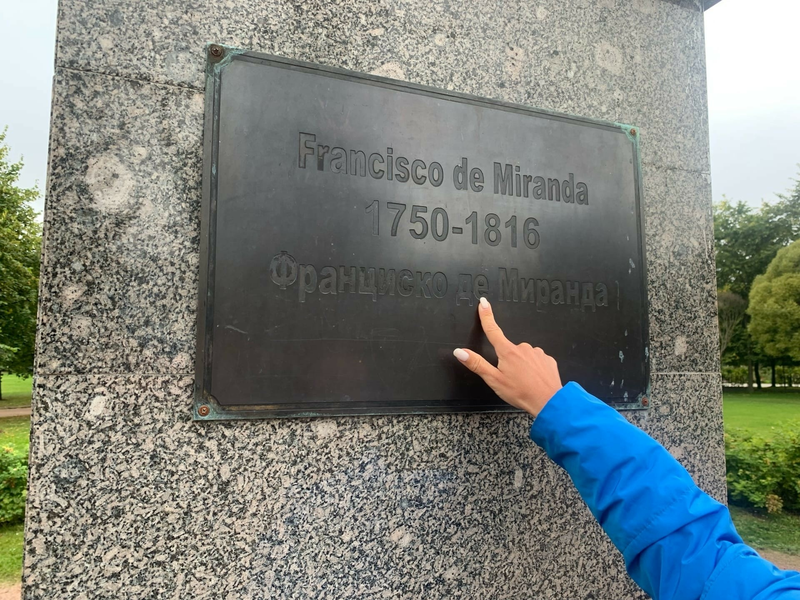 Francisco de Miranda
1750-1816
Франциско де Миранда